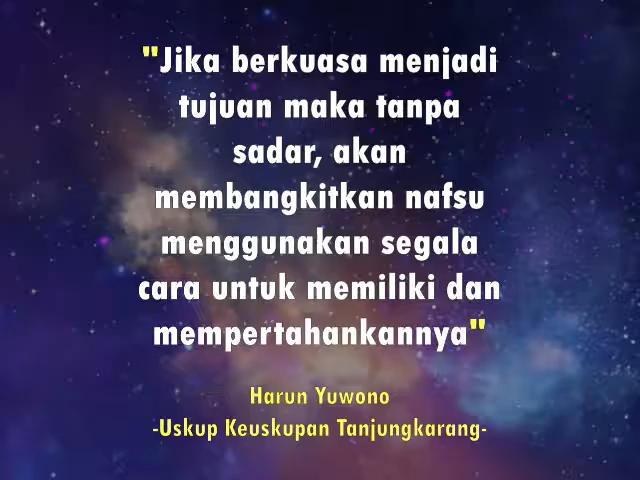 "Jika berkuasa menjadi
tujuan maka tanpa
sadar, akan
membangkitkan nafsu
menggunakan segala
cara untuk memiliki dan
mempertahankannya"
Harun Yuwono
-Uskup Keuskupan Tanjungkarang-